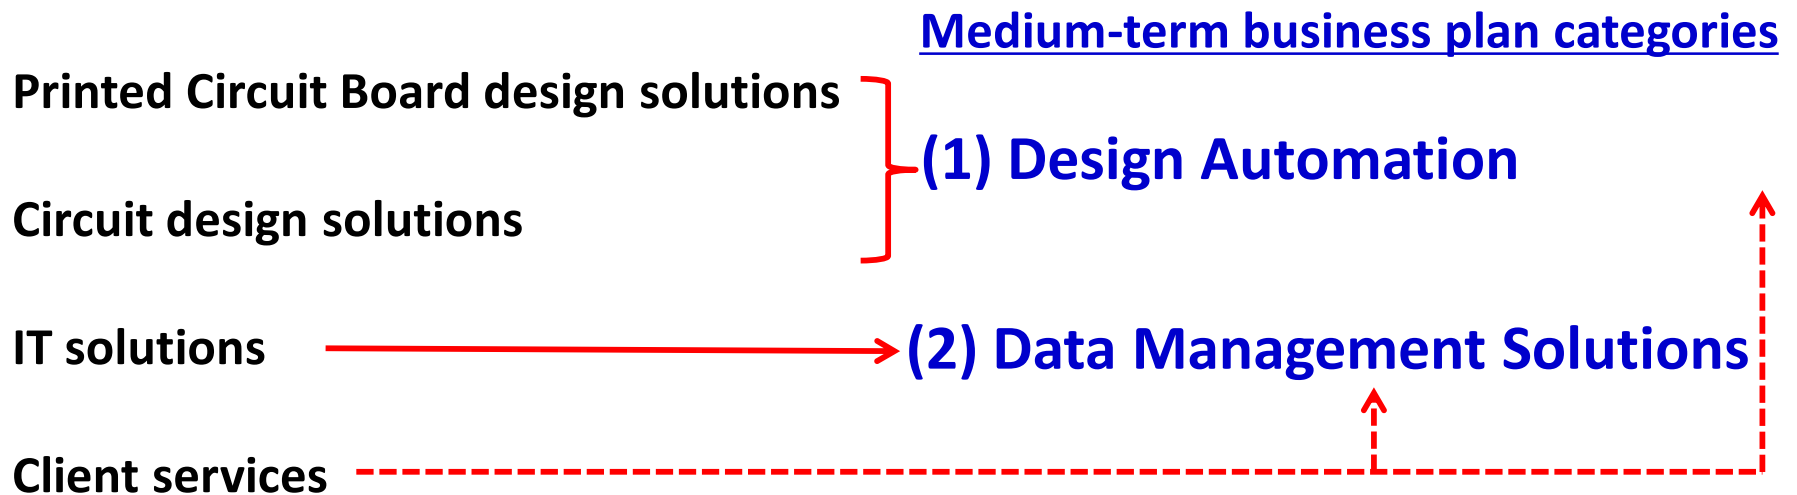 Medium-term business plan categories
Printed Circuit Board design solutions
(1) Design Automation
Circuit design solutions
IT solutions
(2) Data Management Solutions
Client services